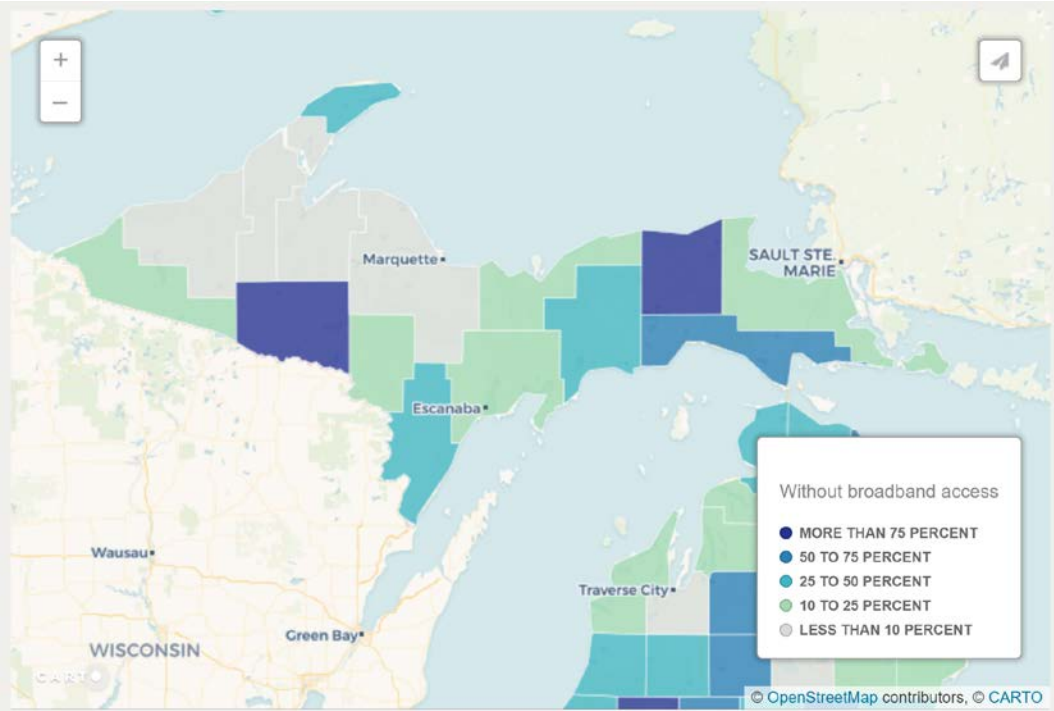 +
−
Marquette
SAULT STE.
MARIE
Escanaba
Wausau
Traverse City
Green Bay
WISCONSIN
Without broadband access
MORE THAN 75 PERCENT
50 TO 75 PERCENT
25 TO 50 PERCENT
10 TO 25 PERCENT
LESS THAN 10 PERCENT
CARTO
© OpenStreetMap contributors, © CARTO